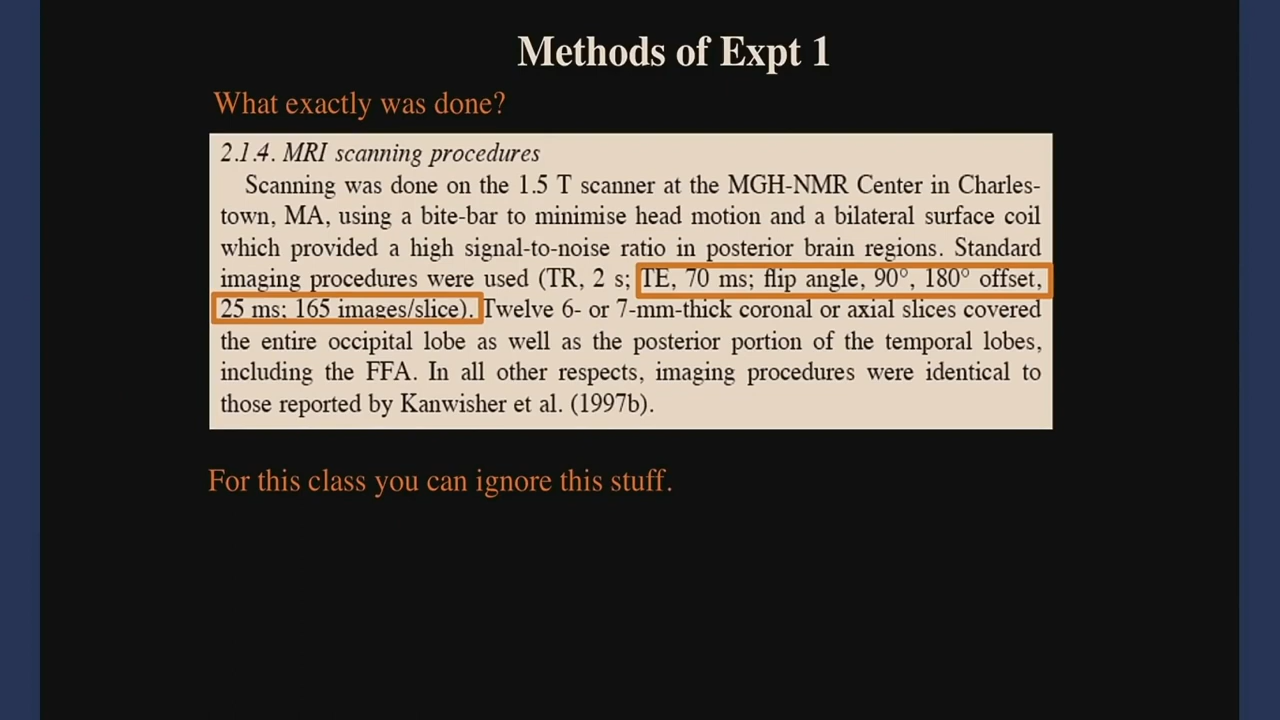 Methods of Expt 1
What exactly was done?
2.1.4. MRI scanning procedures
Scanning was done on the 1.5 T scanner at the MGH-NMR Center in Charles-
town, MA, using a bite-bar to minimise head motion and a bilateral surface coil
which provided a high signal-to-noise ratio in posterior brain regions. Standard
imaging procedures were used (TR, 2 s; TE, 70 ms; flip angle, 90°, 180° offset,
25 ms; 165 images/slice). Twelve 6- or 7-mm-thick coronal or axial slices covered
the entire occipital lobe as well as the posterior portion of the temporal lobes,
including the FFA. In all other respects, imaging procedures were identical to
those reported by Kanwisher et al. (1997b).
For this class you can ignore this stuff.